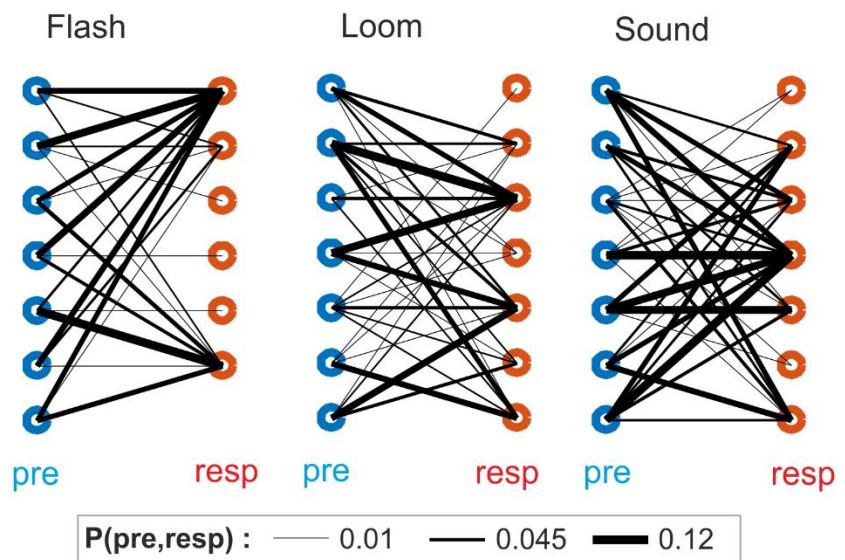 Flash Loom Sound
pre resp pre resp pre resp
P(pre,resp) : 0.01 0.045 0.12